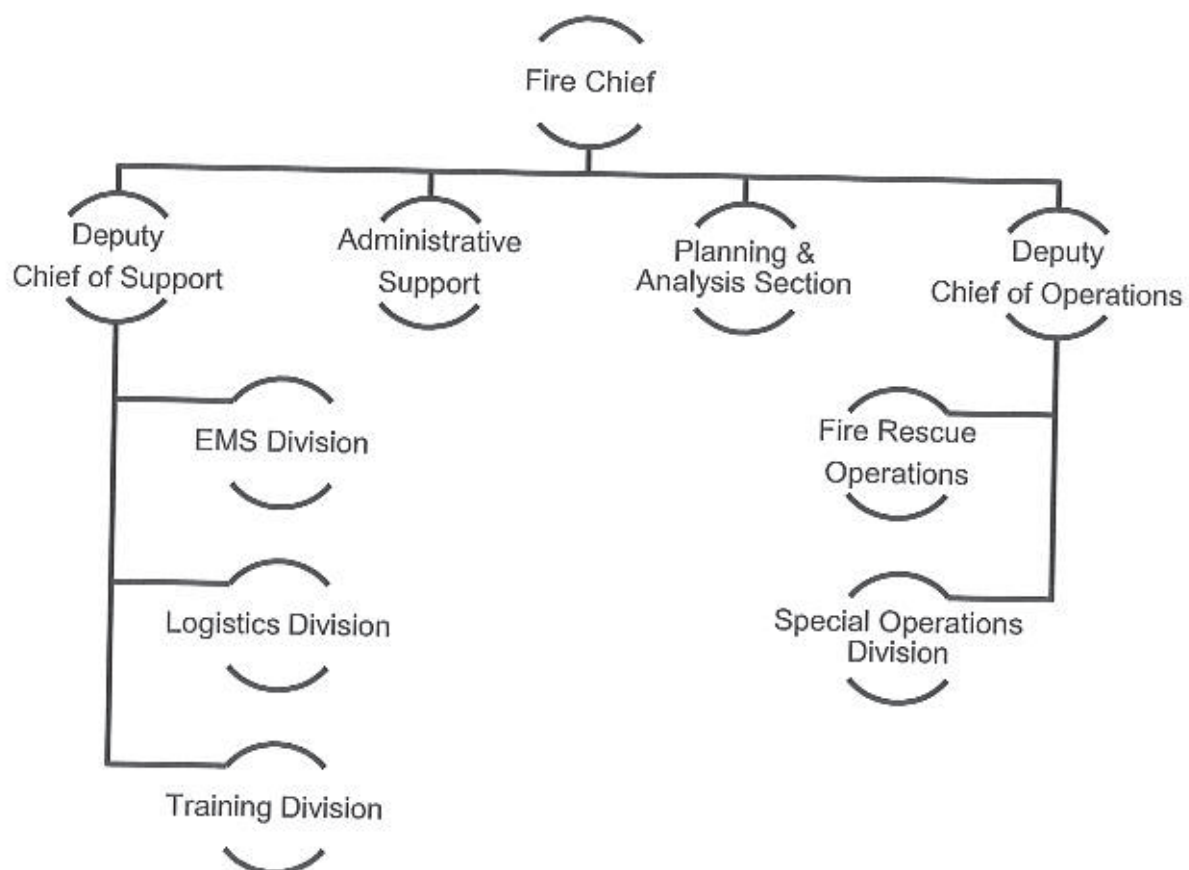 Fire Chief
Deputy
Chief of Support
Administrative
Support
Planning &
Analysis Section
Deputy
Chief of Operations
EMS Division
Fire Rescue
Operations
Logistics Division
Special Operations
Division
Training Division